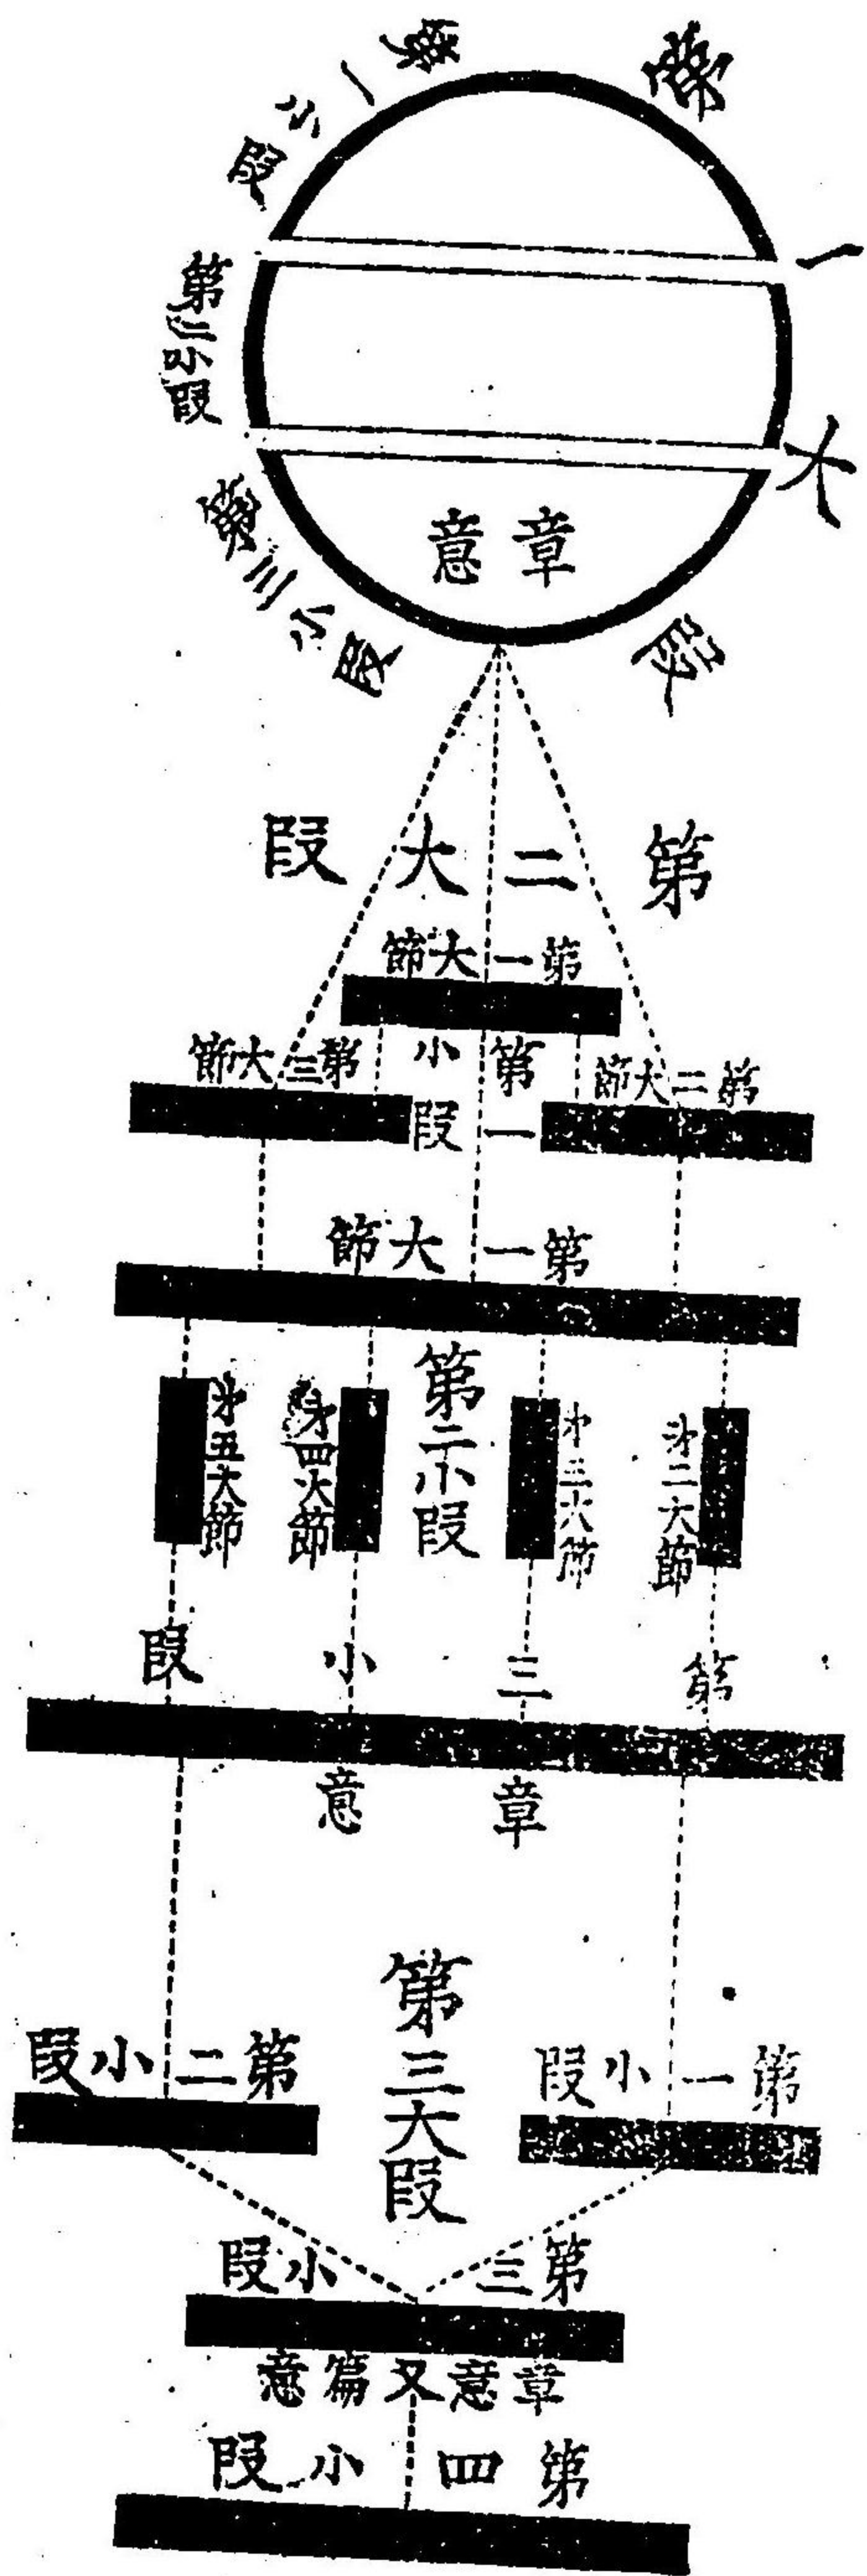 第一大段
第一小段
第二小段
第三小段
章意
第二大段
第一大節
第一小段
第二大節
第三大節
第一大節
第二小段
第二大節
第三大節
第四大節
第五大節
第三小段
章意
第三大段
第一小段
第二小段
第三小段
章意又篇意
第四小段